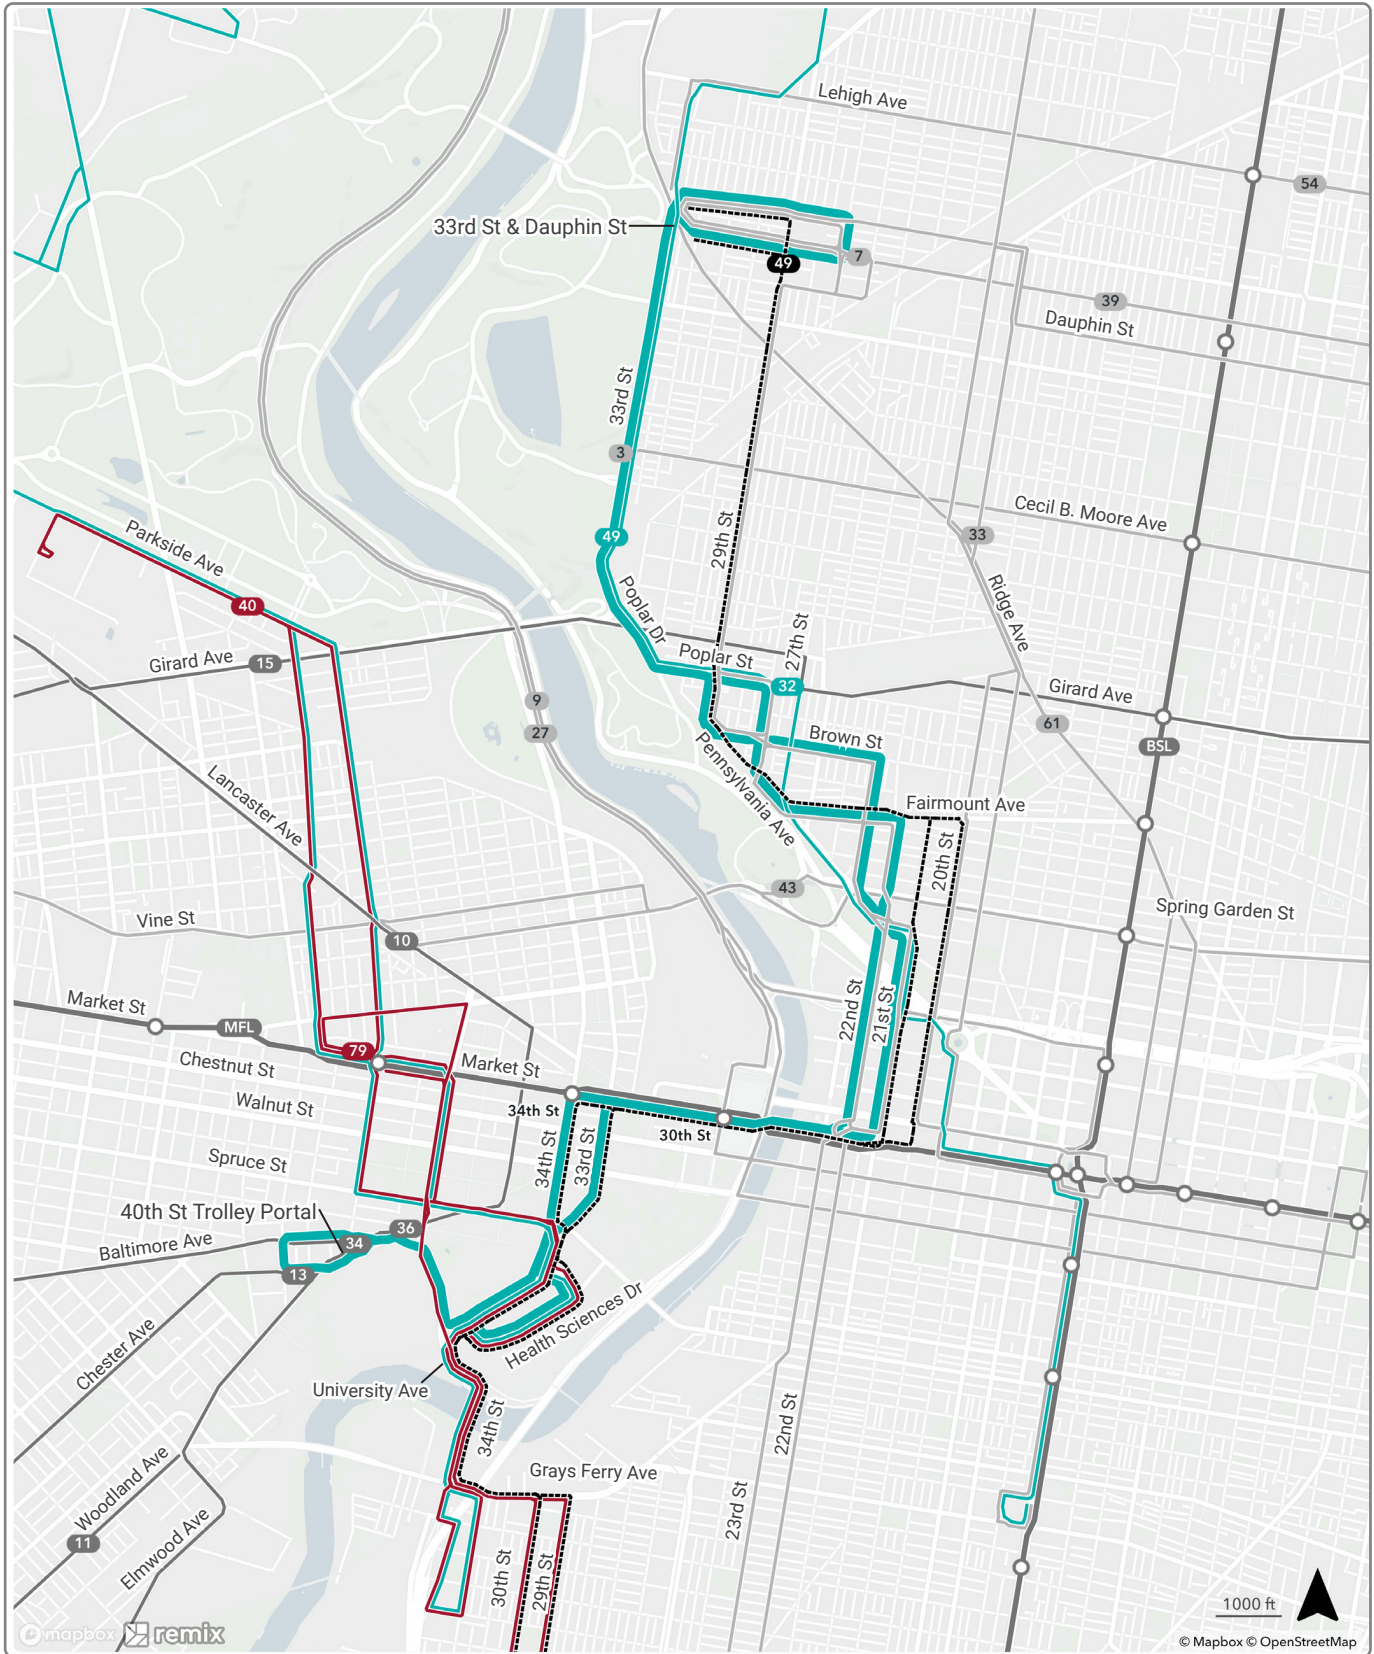 Lehigh Ave
54
33rd St & Dauphin St
49
7
39
Dauphin St
33rd St
3
Cecil B. Moore Ave
49
29th St
33
Parkside Ave
Poplar Dr
Ridge Ave
40
27th St
Girard Ave
15
Poplar St
32
Girard Ave
9
61
27
Brown St
BSL
Pennsylvania Ave
Lancaster Ave
Fairmount Ave
20th St
43
Vine St
Spring Garden St
10
Market St
22nd St
21st St
MFL
79
Chestnut St
Market St
Walnut St
34th St
30th St
34th St
33rd St
Spruce St
40th St Trolley Portal
36
Baltimore Ave
34
13
Health Sciences Dr
Chester Ave
University Ave
34th St
22nd St
Grays Ferry Ave
Woodland Ave
23rd St
11
Elmwood Ave
30th St
29th St
1000 ft
mapbox remix
© Mapbox © OpenStreetMap